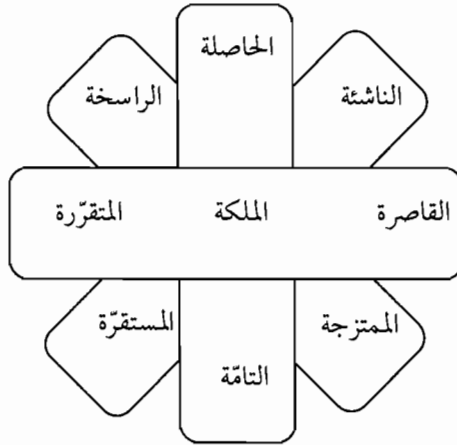 الحاصلة
الناشئة
الراسخة
القاصرة
الملكة
المتقرّرة
الممتزجة
المستقرّة
التامّة